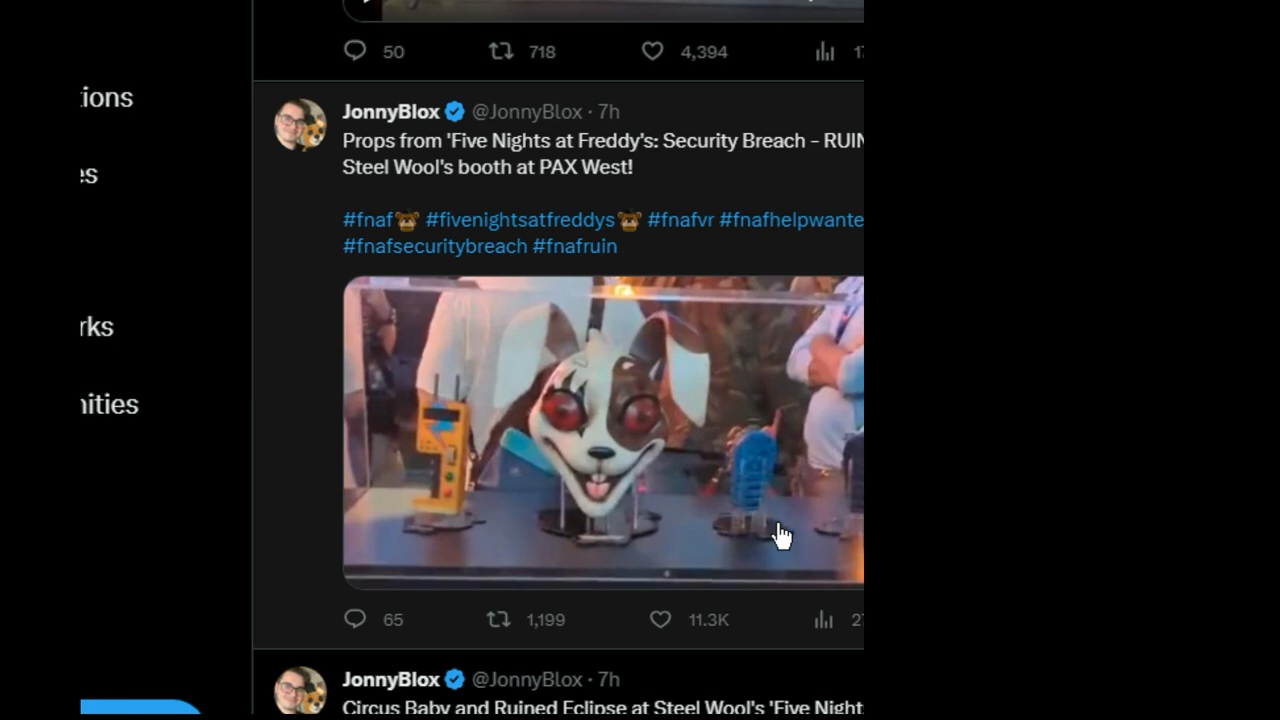 50 718 4,394
tions
JonnyBlox @JonnyBlox · 7h
Props from 'Five Nights at Freddy's: Security Breach - RUIN
es
Steel Wool's booth at PAX West!
#fnaf #fivenightsatfreddys #fnafvr #fnafhelpwante
#fnafsecuritybreach #fnafruin
rks
nities
65 1,199 11.3K
JonnyBlox @JonnyBlox · 7h
Circus Baby and Ruined Eclipse at Steel Wool's 'Five Night